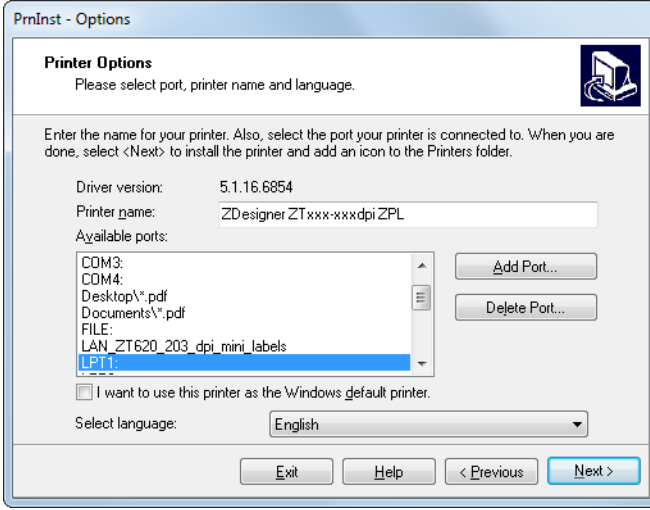 PrnInst - Options
Printer Options
Please select port, printer name and language.
Enter the name for your printer. Also, select the port your printer is connected to. When you are
done, select <Next> to install the printer and add an icon to the Printers folder.
Driver version: 5.1.16.6854
Printer name: ZDesigner ZTxxx-xxxdpi ZPL
Available ports:
COM3:
COM4:
Desktop\*.pdf
Documents\*.pdf
FILE:
LAN_ZT620_203_dpi_mini_labels
LPT1:
Add Port...
Delete Port...
I want to use this printer as the Windows default printer.
Select language: English
Exit Help < Previous Next >